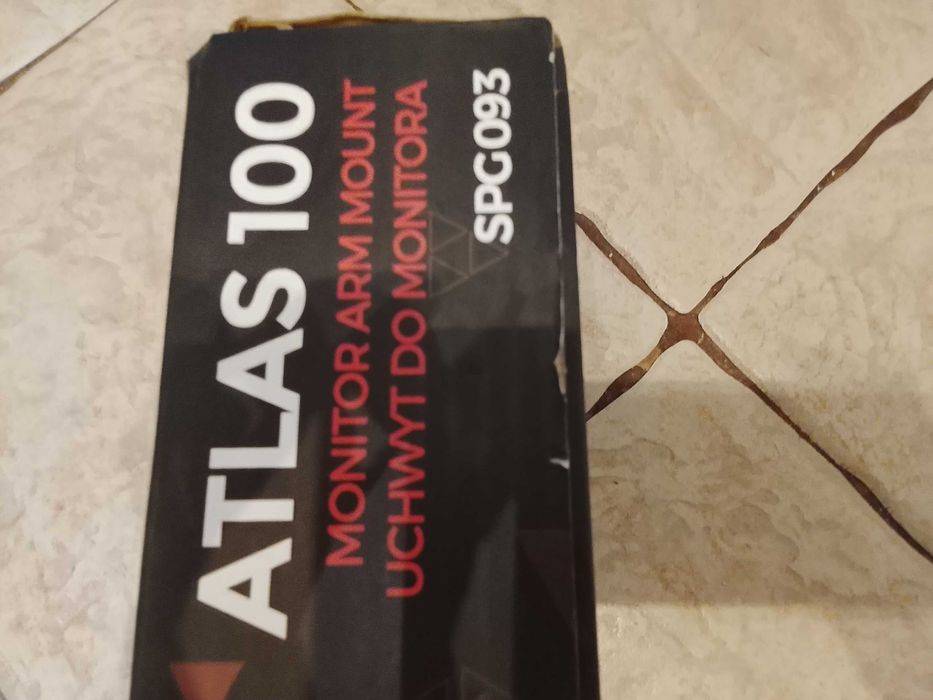 ATLAS 100
MONITOR ARM MOUNT
UCHWYT DO MONITORA
SPG093